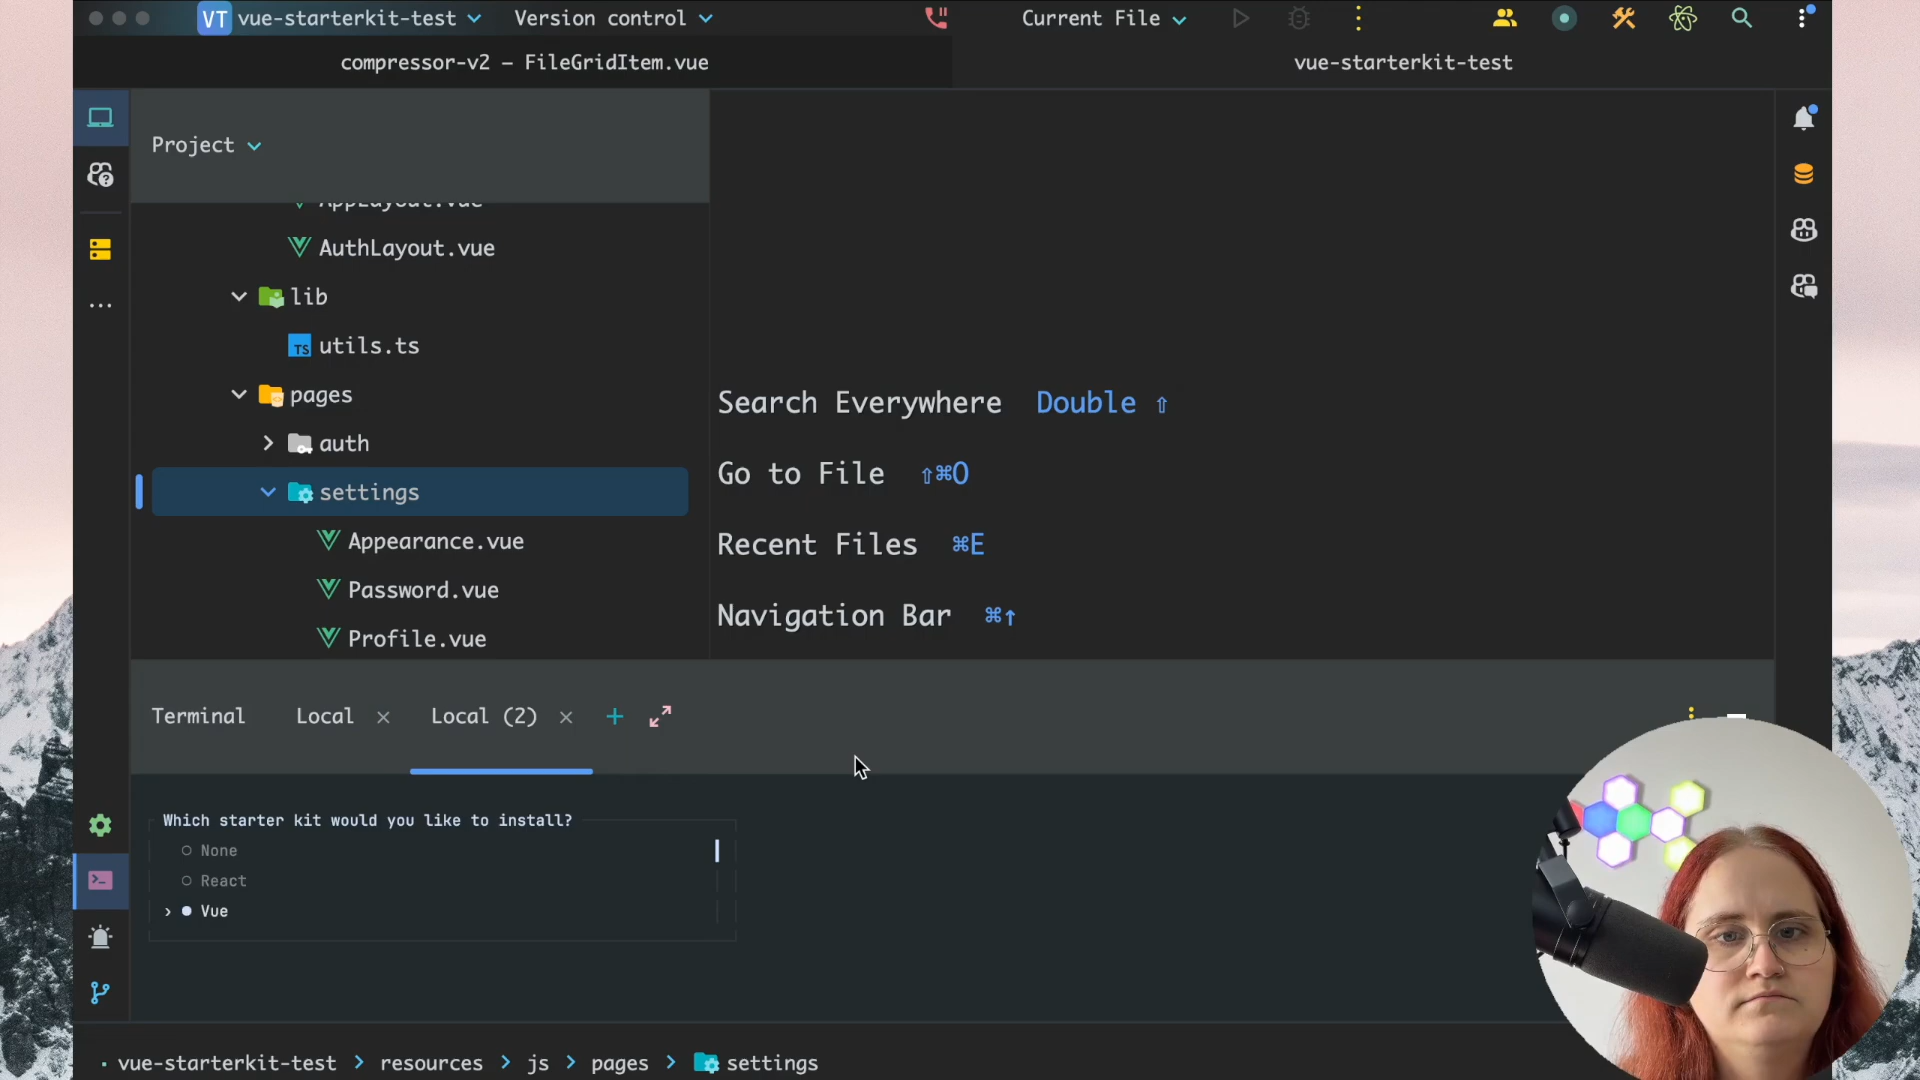 VT vue-starterkit-test Version control Current File
compressor-v2 – FileGridItem.vue vue-starterkit-test
Project
AppLayout.vue
AuthLayout.vue
lib
TS utils.ts
pages
auth
settings
Appearance.vue
Password.vue
Profile.vue
Search Everywhere Double ⇧
Go to File ⇧⌘O
Recent Files ⌘E
Navigation Bar ⌘↑
Terminal Local Local (2)
Which starter kit would you like to install?
None
React
› Vue
vue-starterkit-test > resources > js > pages > settings